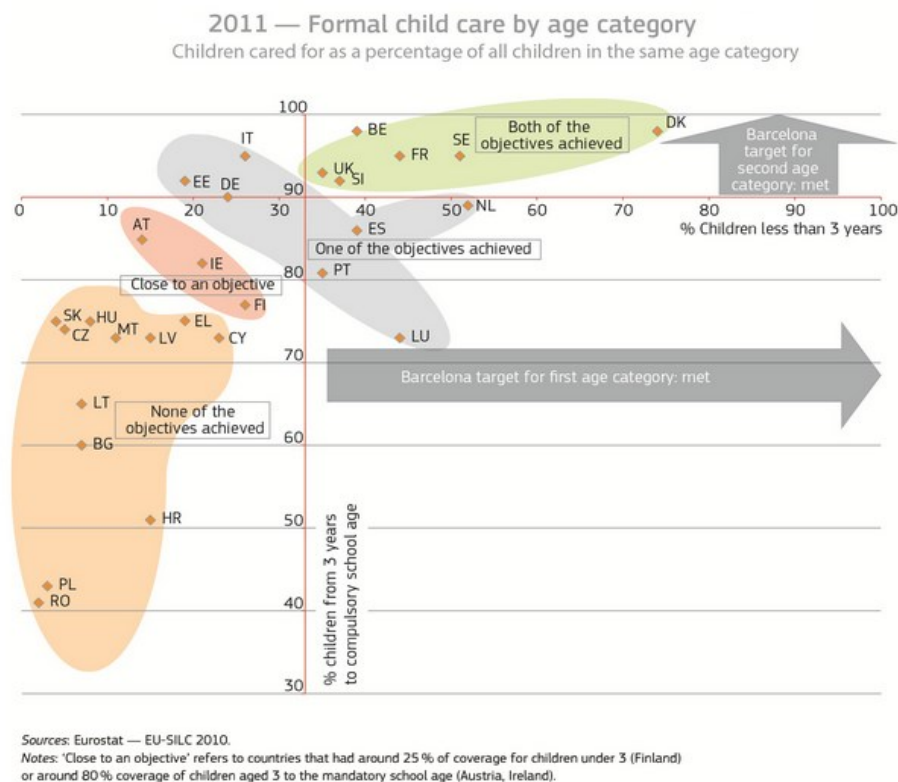 2011 — Formal child care by age category
Children cared for as a percentage of all children in the same age category
100
IT
BE
DK
Both of the
objectives achieved
Barcelona
target for
second age
category: met
SE
FR
UK
SI
EE
DE
90
0
10
20
30
40
50
60
70
80
90
100
NL
% Children less than 3 years
AT
ES
One of the objectives achieved
IE
PT
80
Close to an objective
FI
SK
HU
EL
CZ
MT
LV
CY
LU
70
Barcelona target for first age category: met
LT
None of the
objectives achieved
60
BG
HR
50
% children from 3 years
to compulsory school age
PL
RO
40
30
Sources: Eurostat — EU-SILC 2010.
Notes: ‘Close to an objective’ refers to countries that had around 25 % of coverage for children under 3 (Finland)
or around 80 % coverage of children aged 3 to the mandatory school age (Austria, Ireland).